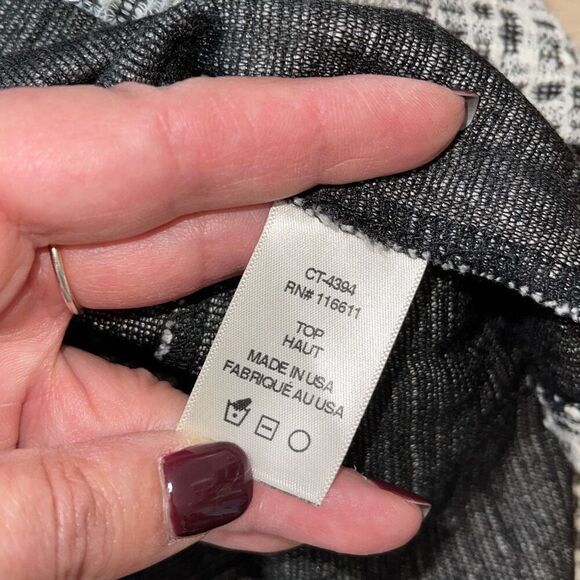 CT-4394
RN# 116611
TOP
HAUT
MADE IN USA
FABRIQUÉ AU USA